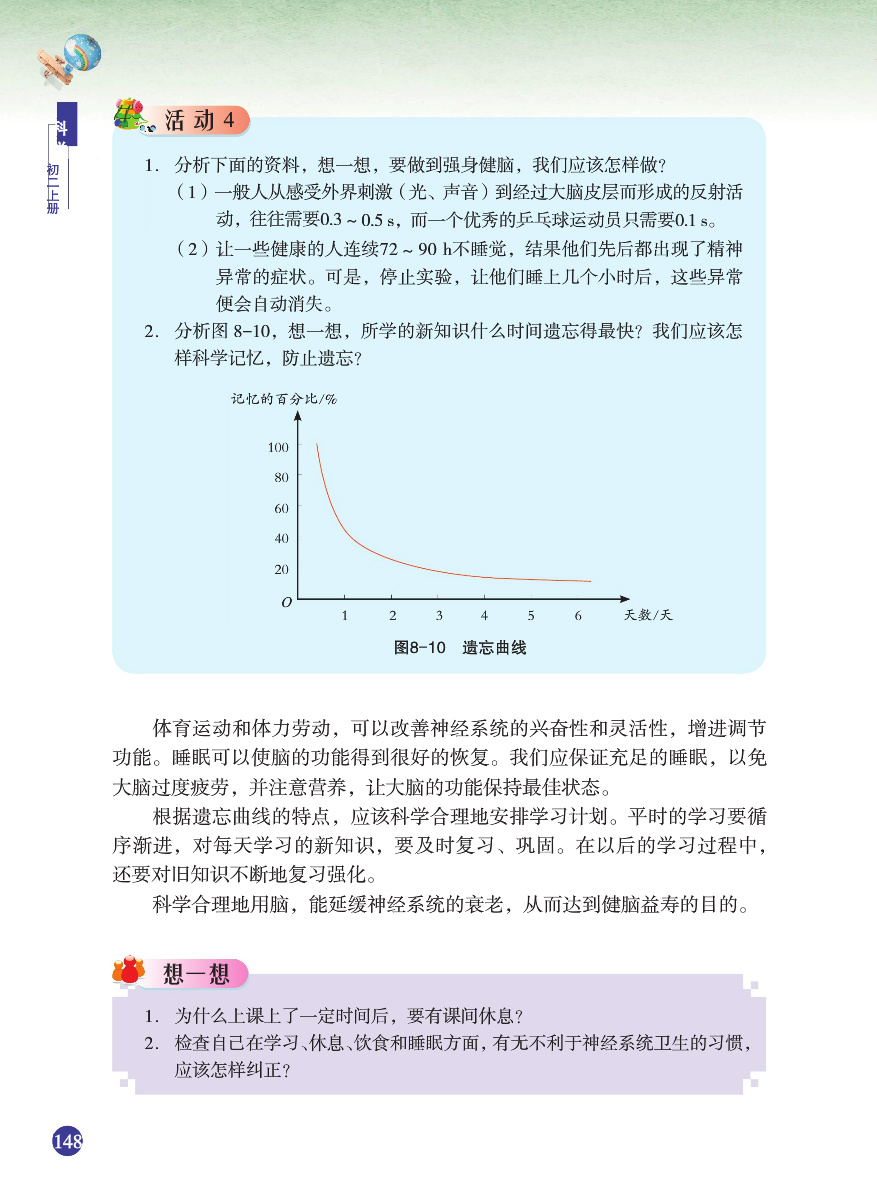 科
初二上册
活动4
1. 分析下面的资料，想一想，要做到强身健脑，我们应该怎样做？
（1）一般人从感受外界刺激（光、声音）到经过大脑皮层而形成的反射活
动，往往需要0.3 ~ 0.5 s，而一个优秀的乒乓球运动员只需要0.1 s。
（2）让一些健康的人连续72 ~ 90 h不睡觉，结果他们先后都出现了精神
异常的症状。可是，停止实验，让他们睡上几个小时后，这些异常
便会自动消失。
2. 分析图 8-10，想一想，所学的新知识什么时间遗忘得最快？我们应该怎
样科学记忆，防止遗忘？
记忆的百分比/%
100
80
60
40
20
O
1 2 3 4 5 6 天数/天
图8-10 遗忘曲线
体育运动和体力劳动，可以改善神经系统的兴奋性和灵活性，增进调节
功能。睡眠可以使脑的功能得到很好的恢复。我们应保证充足的睡眠，以免
大脑过度疲劳，并注意营养，让大脑的功能保持最佳状态。
根据遗忘曲线的特点，应该科学合理地安排学习计划。平时的学习要循
序渐进，对每天学习的新知识，要及时复习、巩固。在以后的学习过程中，
还要对旧知识不断地复习强化。
科学合理地用脑，能延缓神经系统的衰老，从而达到健脑益寿的目的。
想一想
1. 为什么上课上了一定时间后，要有课间休息？
2. 检查自己在学习、休息、饮食和睡眠方面，有无不利于神经系统卫生的习惯，
应该怎样纠正？
148